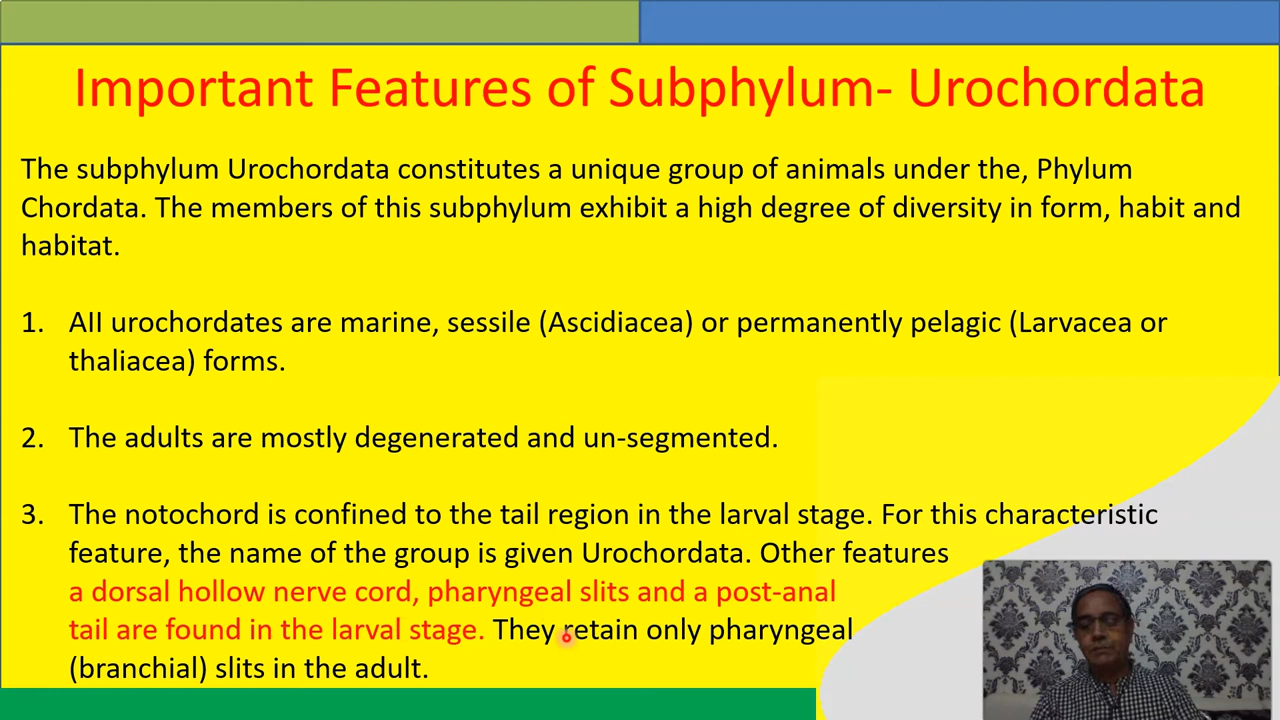 Important Features of Subphylum- Urochordata
The subphylum Urochordata constitutes a unique group of animals under the, Phylum
Chordata. The members of this subphylum exhibit a high degree of diversity in form, habit and
habitat.
1. AII urochordates are marine, sessile (Ascidiacea) or permanently pelagic (Larvacea or
thaliacea) forms.
2. The adults are mostly degenerated and un-segmented.
3. The notochord is confined to the tail region in the larval stage. For this characteristic
feature, the name of the group is given Urochordata. Other features
a dorsal hollow nerve cord, pharyngeal slits and a post-anal
tail are found in the larval stage. They retain only pharyngeal
(branchial) slits in the adult.